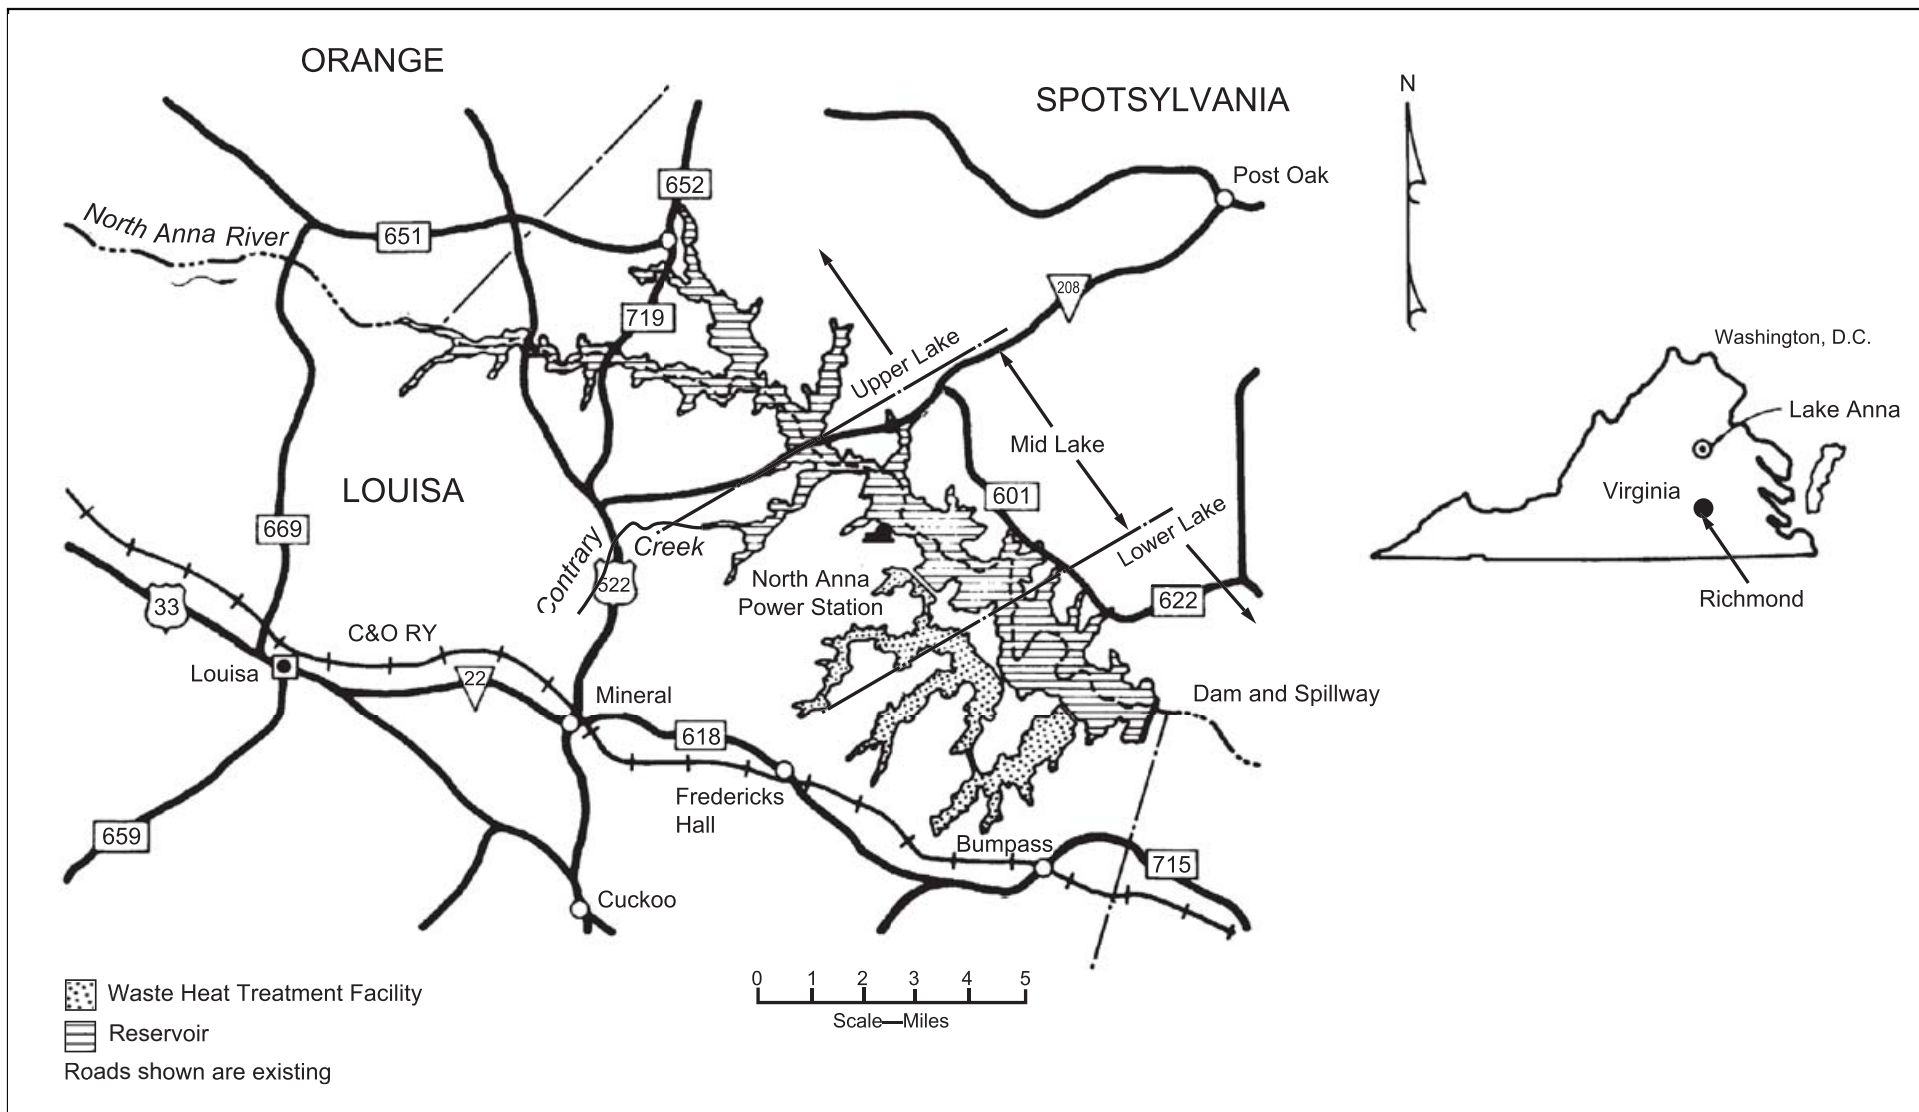 ORANGE
SPOTSYLVANIA
N
Post Oak
652
North Anna River
651
208
719
Upper Lake
Washington, D.C.
Lake Anna
Mid Lake
LOUISA
601
Virginia
669
Lower Lake
Contrary
Creek
522
North Anna
Power Station
33
622
Richmond
C&O RY
Louisa
22
Mineral
Dam and Spillway
618
Fredericks
Hall
659
Bumpass
715
Cuckoo
0 1 2 3 4 5
Scale—Miles
Waste Heat Treatment Facility
Reservoir
Roads shown are existing